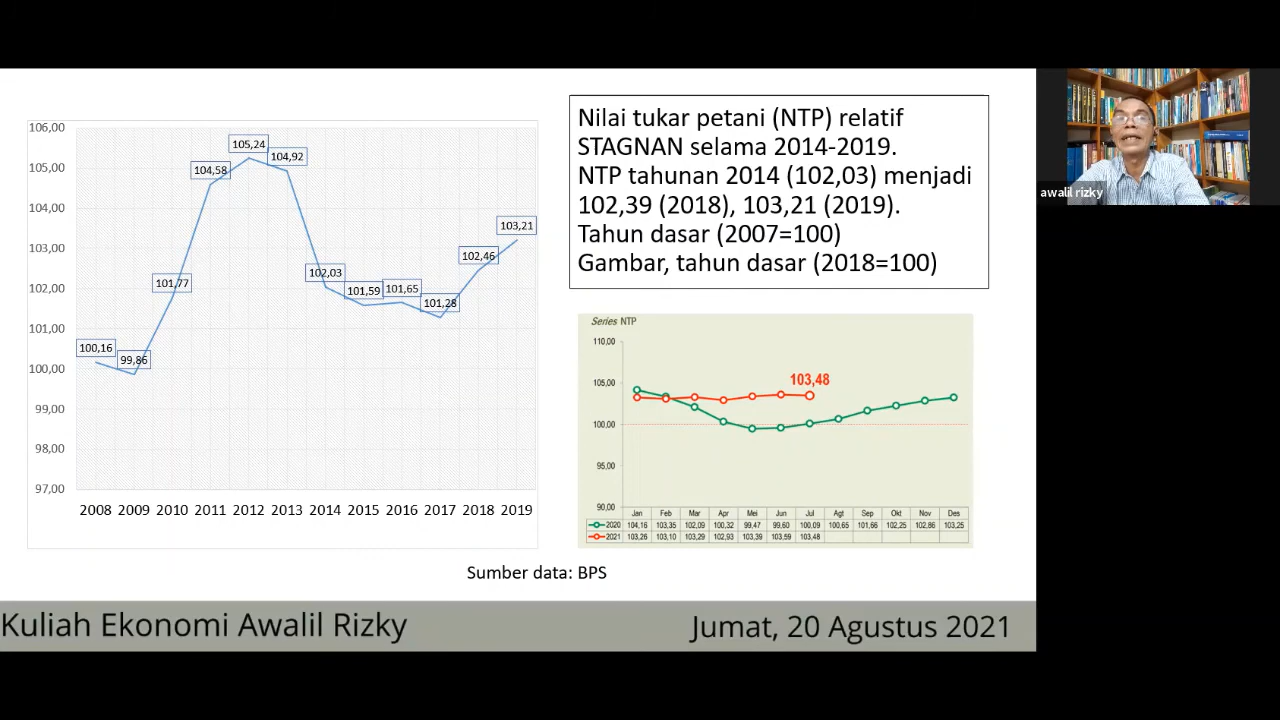 106,00
105,00
104,00
103,00
102,00
101,00
100,00
99,00
98,00
97,00
100,16
99,86
101,77
104,58
105,24
104,92
102,03
101,59
101,65
101,28
102,46
103,21
2008 2009 2010 2011 2012 2013 2014 2015 2016 2017 2018 2019
Nilai tukar petani (NTP) relatif
STAGNAN selama 2014-2019.
NTP tahunan 2014 (102,03) menjadi
102,39 (2018), 103,21 (2019).
Tahun dasar (2007=100)
Gambar, tahun dasar (2018=100)
Series NTP
110,00
105,00
100,00
95,00
90,00
103,48
Jan Feb Mar Apr Mei Jun Jul Agt Sep Okt Nov Des
2020 104,16 103,35 102,09 100,32 99,47 99,60 100,09 100,65 101,66 102,25 102,86 103,25
2021 103,26 103,10 103,29 102,93 103,39 103,59 103,48
Sumber data: BPS
Kuliah Ekonomi Awalil Rizky
Jumat, 20 Agustus 2021
awalil rizky